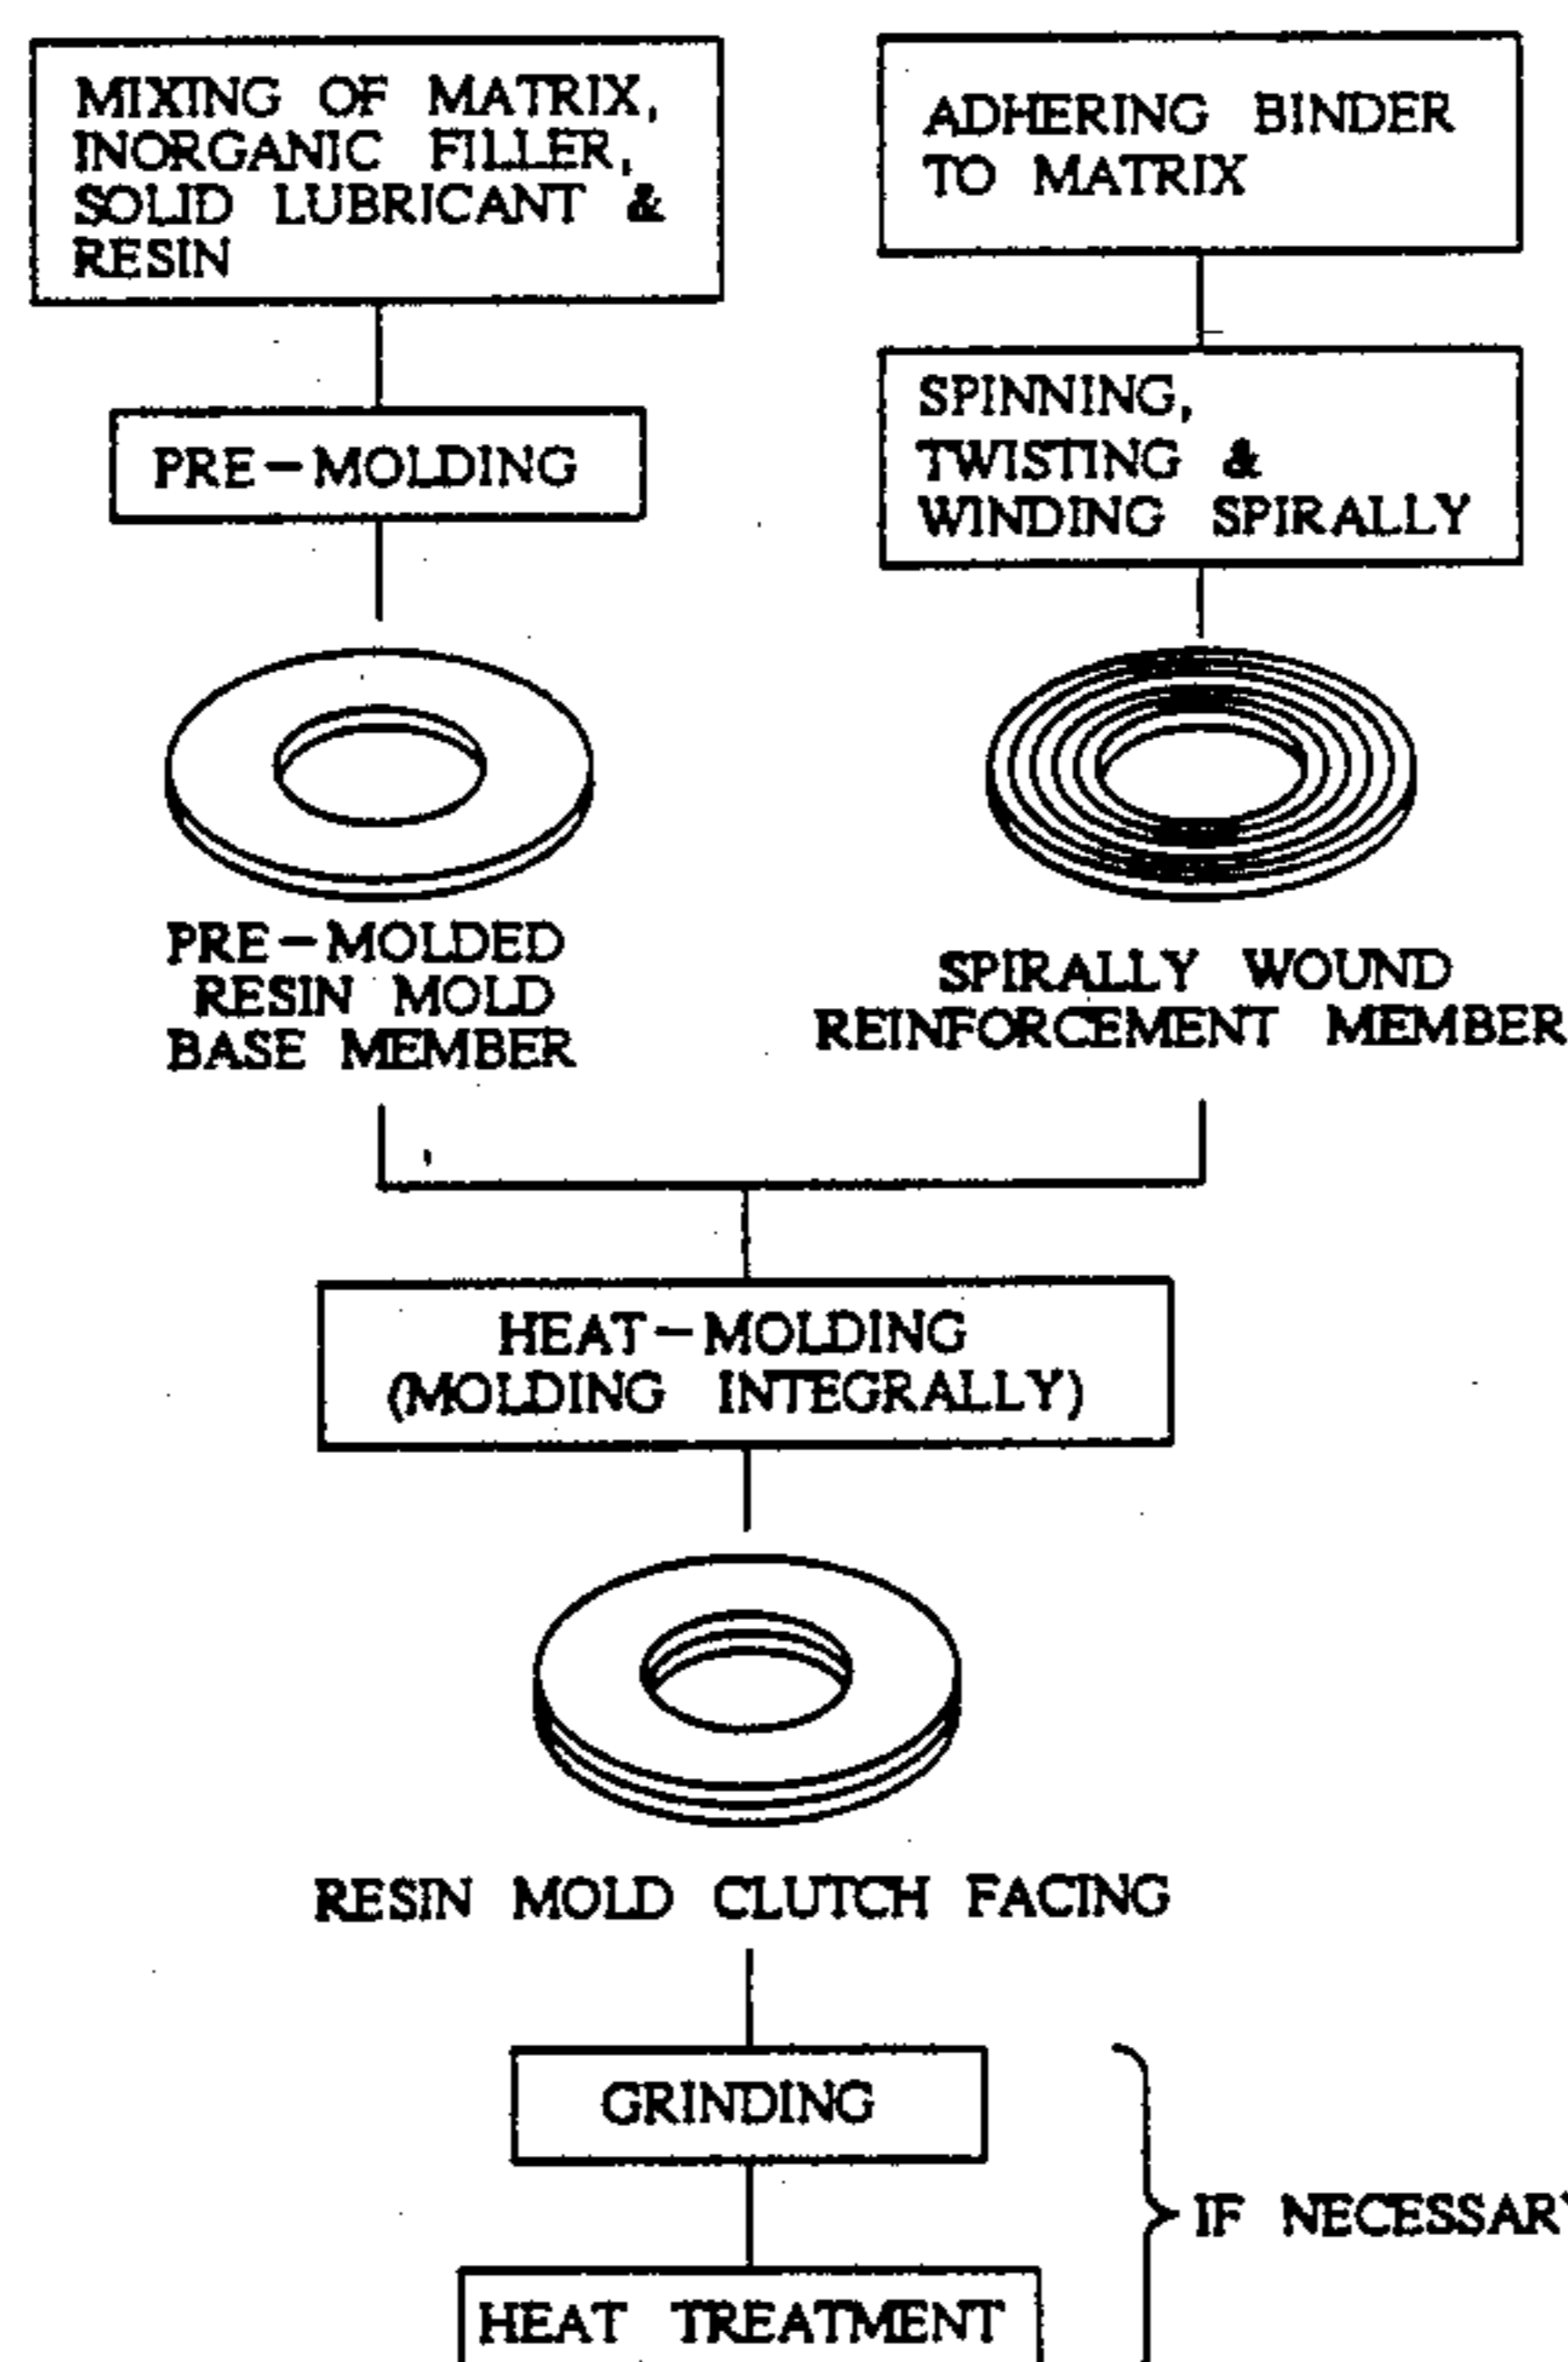 MIXING OF MATRIX,
INORGANIC FILLER,
SOLID LUBRICANT &
RESIN
PRE-MOLDING
PRE-MOLDED
RESIN MOLD
BASE MEMBER
ADHERING BINDER
TO MATRIX
SPINNING,
TWISTING &
WINDING SPIRALLY
SPIRALLY WOUND
REINFORCEMENT MEMBER
HEAT-MOLDING
(MOLDING INTEGRALLY)
RESIN MOLD CLUTCH FACING
GRINDING
HEAT TREATMENT
IF NECESSARY